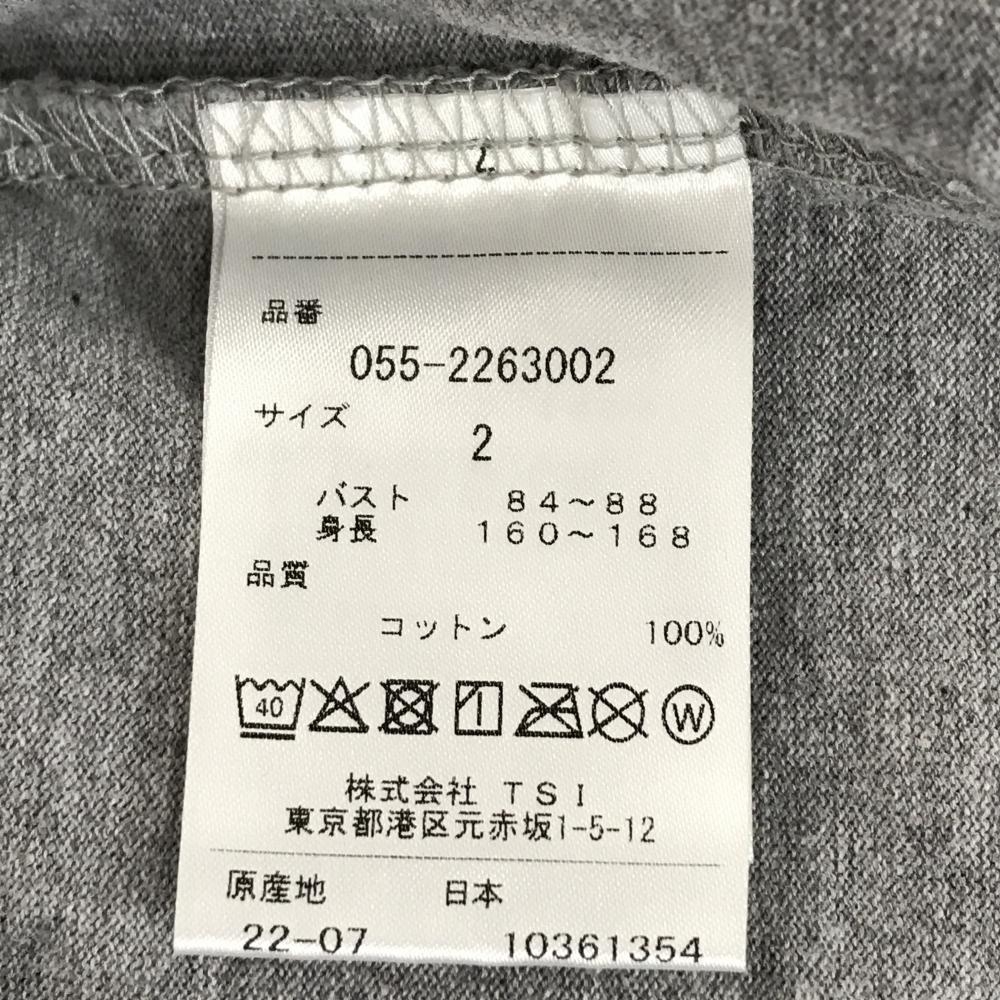 品番
055-2263002
サイズ
2
バスト 84～88
身長 160～168
品質
コットン 100%
40
W
株式会社 TSI
東京都港区元赤坂1-5-12
原産地 日本
22-07 10361354